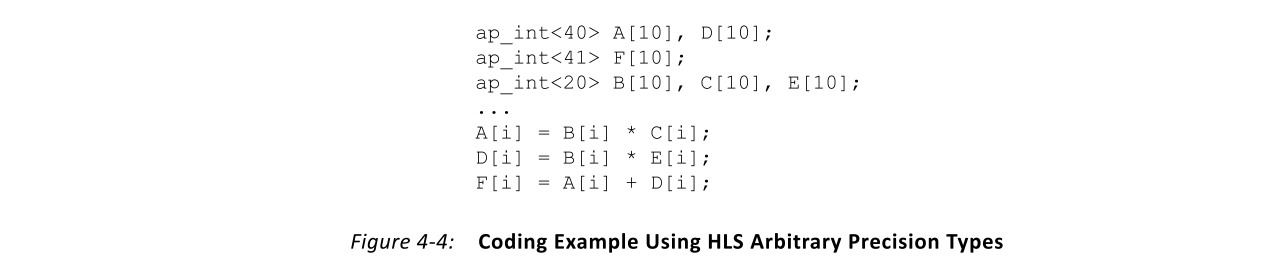 ap_int<40> A[10], D[10];
ap_int<41> F[10];
ap_int<20> B[10], C[10], E[10];
...
A[i] = B[i] * C[i];
D[i] = B[i] * E[i];
F[i] = A[i] + D[i];
Figure 4-4: Coding Example Using HLS Arbitrary Precision Types